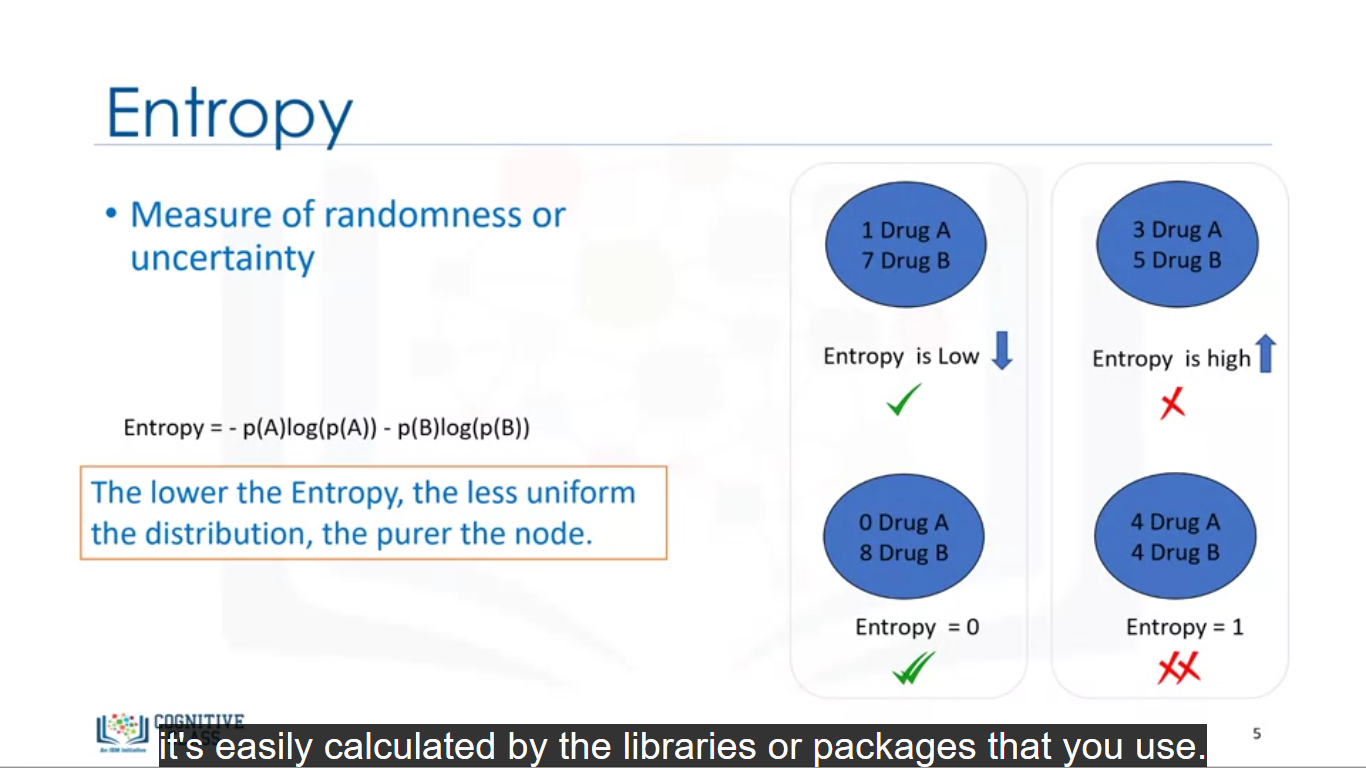 Entropy
• Measure of randomness or
uncertainty
Entropy = - p(A)log(p(A)) - p(B)log(p(B))
The lower the Entropy, the less uniform
the distribution, the purer the node.
1 Drug A
7 Drug B
Entropy is Low
3 Drug A
5 Drug B
Entropy is high
0 Drug A
8 Drug B
Entropy = 0
4 Drug A
4 Drug B
Entropy = 1
COGNITIVE
An IBM Initiative
5
it's easily calculated by the libraries or packages that you use.